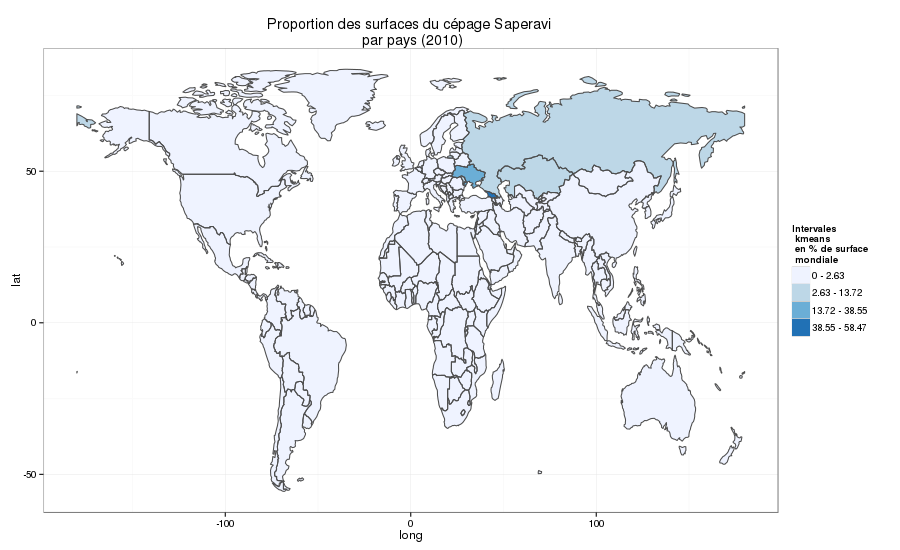 Proportion des surfaces du cépage Saperavi
par pays (2010)
50
0
-50
lat
-100
0
100
long
Intervales
kmeans
en % de surface
mondiale
0 - 2.63
2.63 - 13.72
13.72 - 38.55
38.55 - 58.47